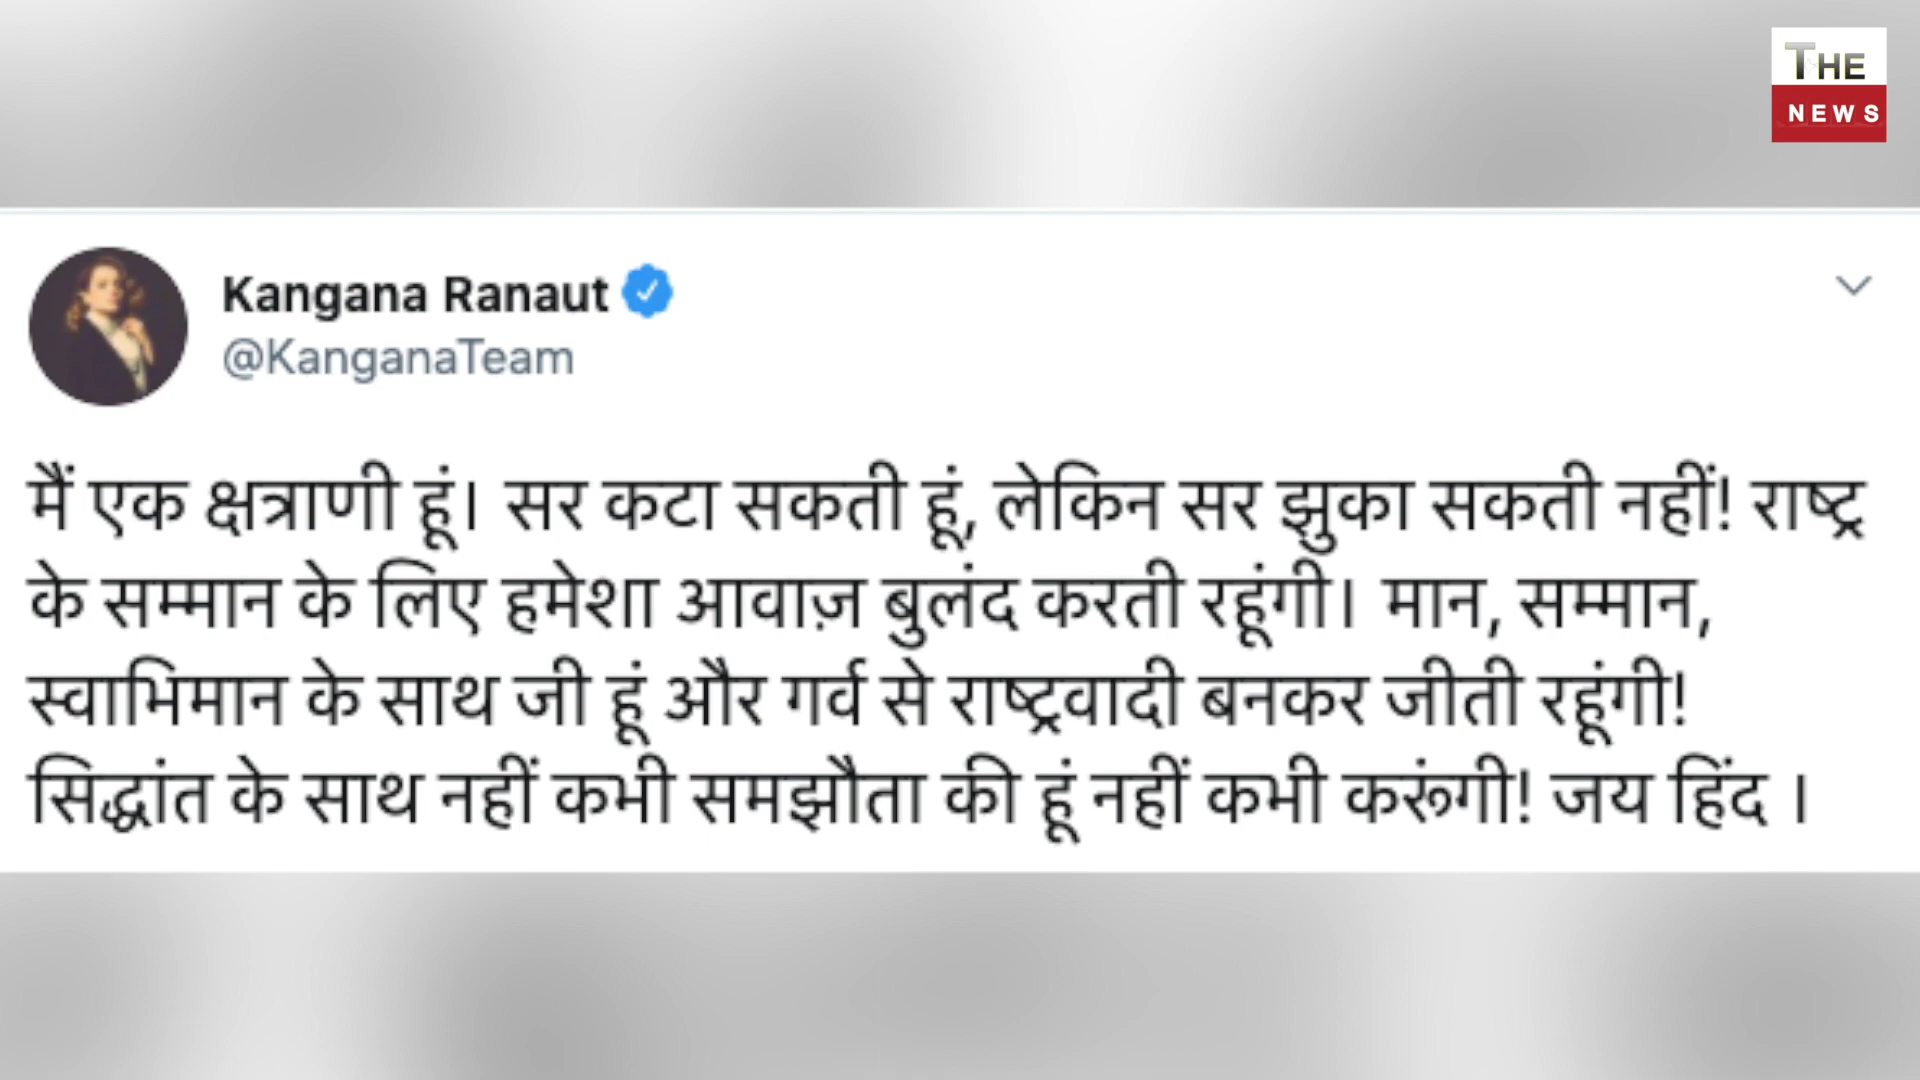 THE
NEWS
Kangana Ranaut
@KanganaTeam
मैं एक क्षत्राणी हूं। सर कटा सकती हूं, लेकिन सर झुका सकती नहीं! राष्ट्र
के सम्मान के लिए हमेशा आवाज़ बुलंद करती रहूंगी। मान, सम्मान,
स्वाभिमान के साथ जी हूं और गर्व से राष्ट्रवादी बनकर जीती रहूंगी!
सिद्धांत के साथ नहीं कभी समझौता की हूं नहीं कभी करूंगी! जय हिंद ।